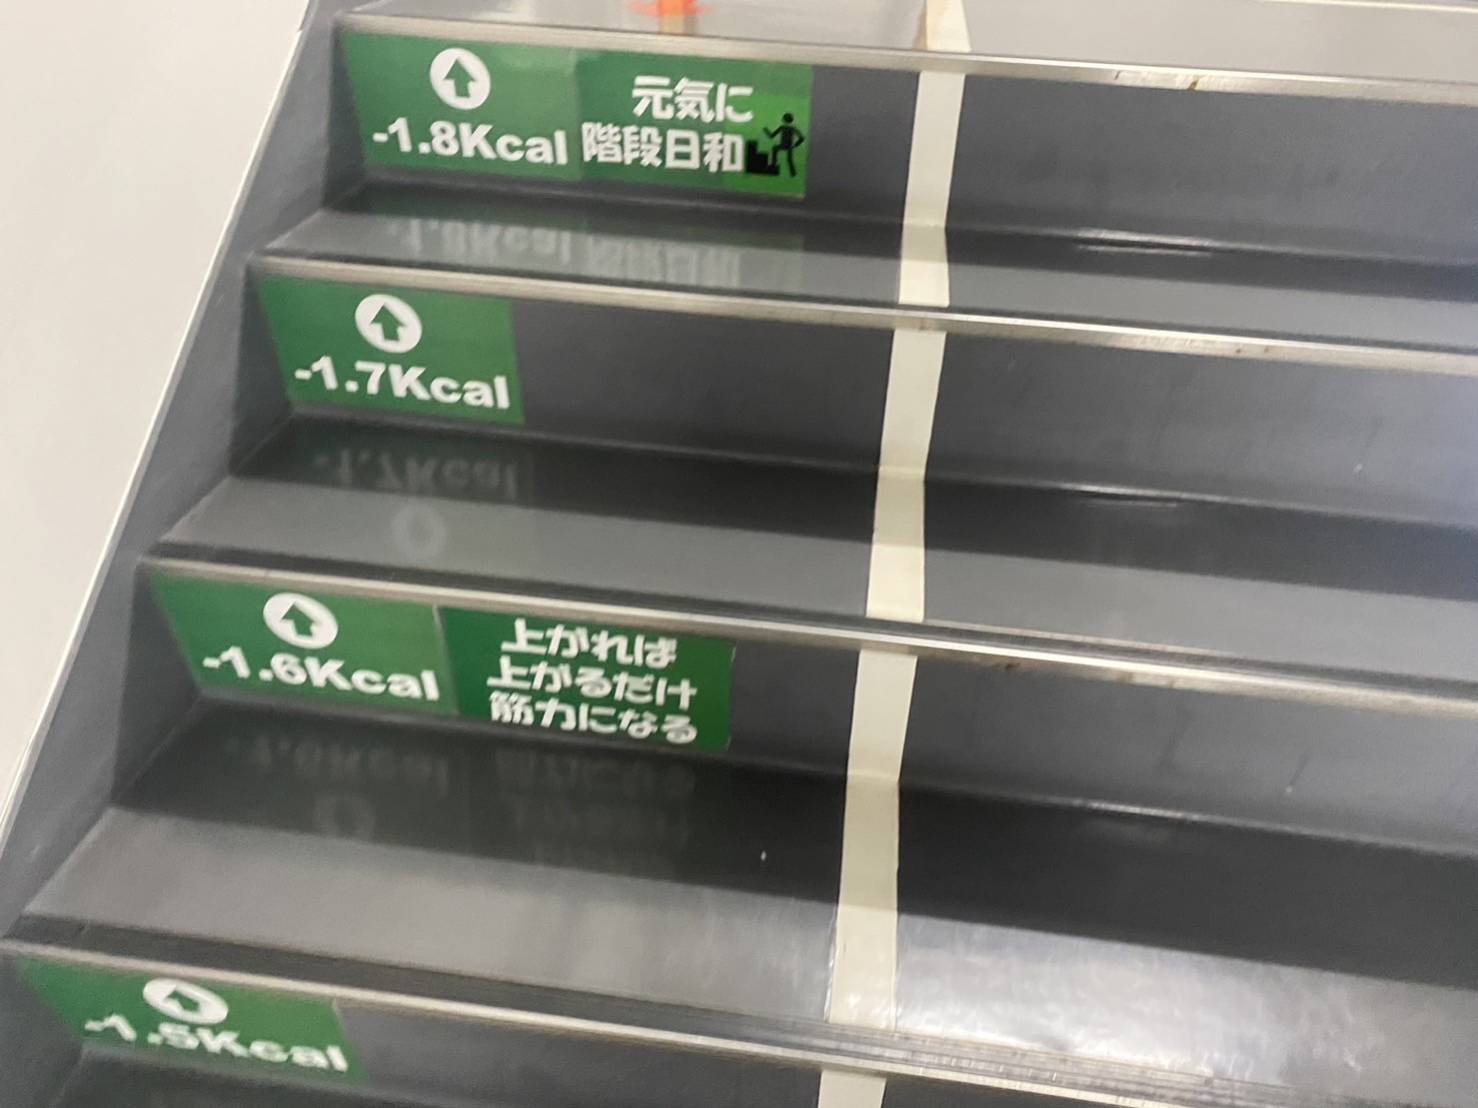 -1.8Kcal
元気に
階段日和
-1.7Kcal
-1.6Kcal
上がれば
上がるだけ
筋力になる
-1.5Kcal